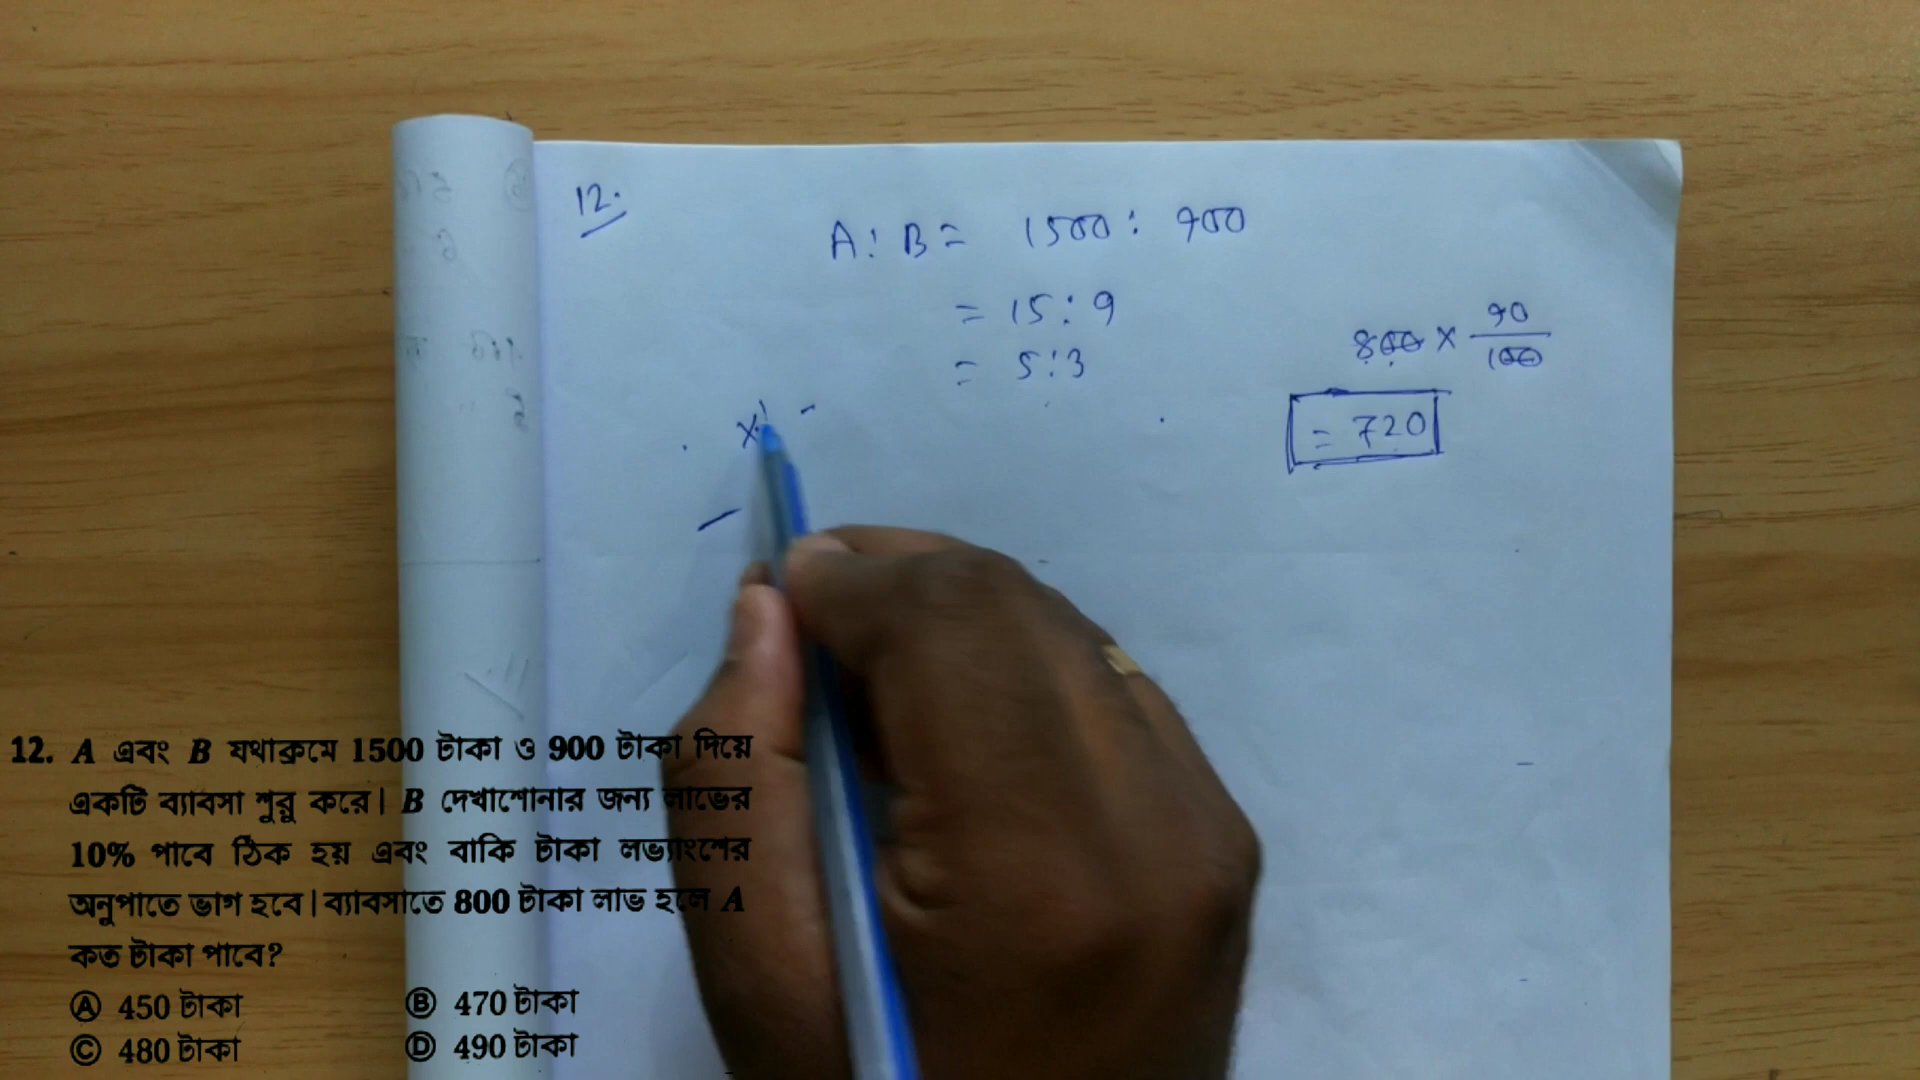 12.
A : B = 1500 : 900
= 15 : 9
= 5 : 3
800 × 90/100
= 720
×
12. A এবং B যথাক্রমে 1500 টাকা ও 900 টাকা দিয়ে
একটি ব্যাবসা শুরু করে। B দেখাশোনার জন্য লাভের
10% পাবে ঠিক হয় এবং বাকি টাকা লভ্যাংশের
অনুপাতে ভাগ হবে। ব্যাবসাতে 800 টাকা লাভ হলে A
কত টাকা পাবে?
Ⓐ 450 টাকা Ⓑ 470 টাকা
Ⓒ 480 টাকা Ⓓ 490 টাকা